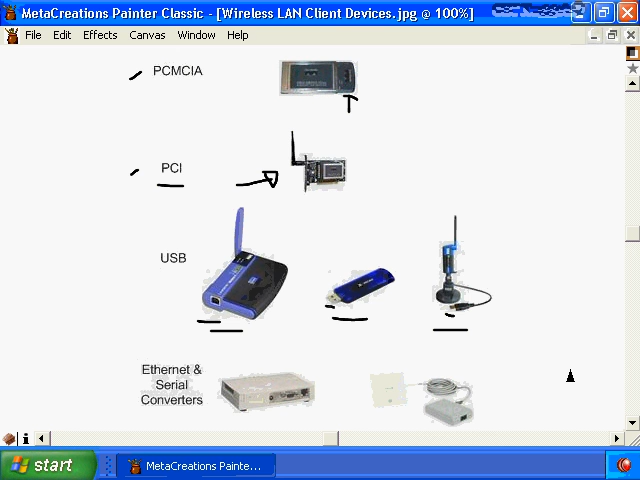 MetaCreations Painter Classic - [Wireless LAN Client Devices.jpg @ 100%]
File Edit Effects Canvas Window Help
PCMCIA
PCI
USB
Ethernet &
Serial
Converters
start
MetaCreations Painte...